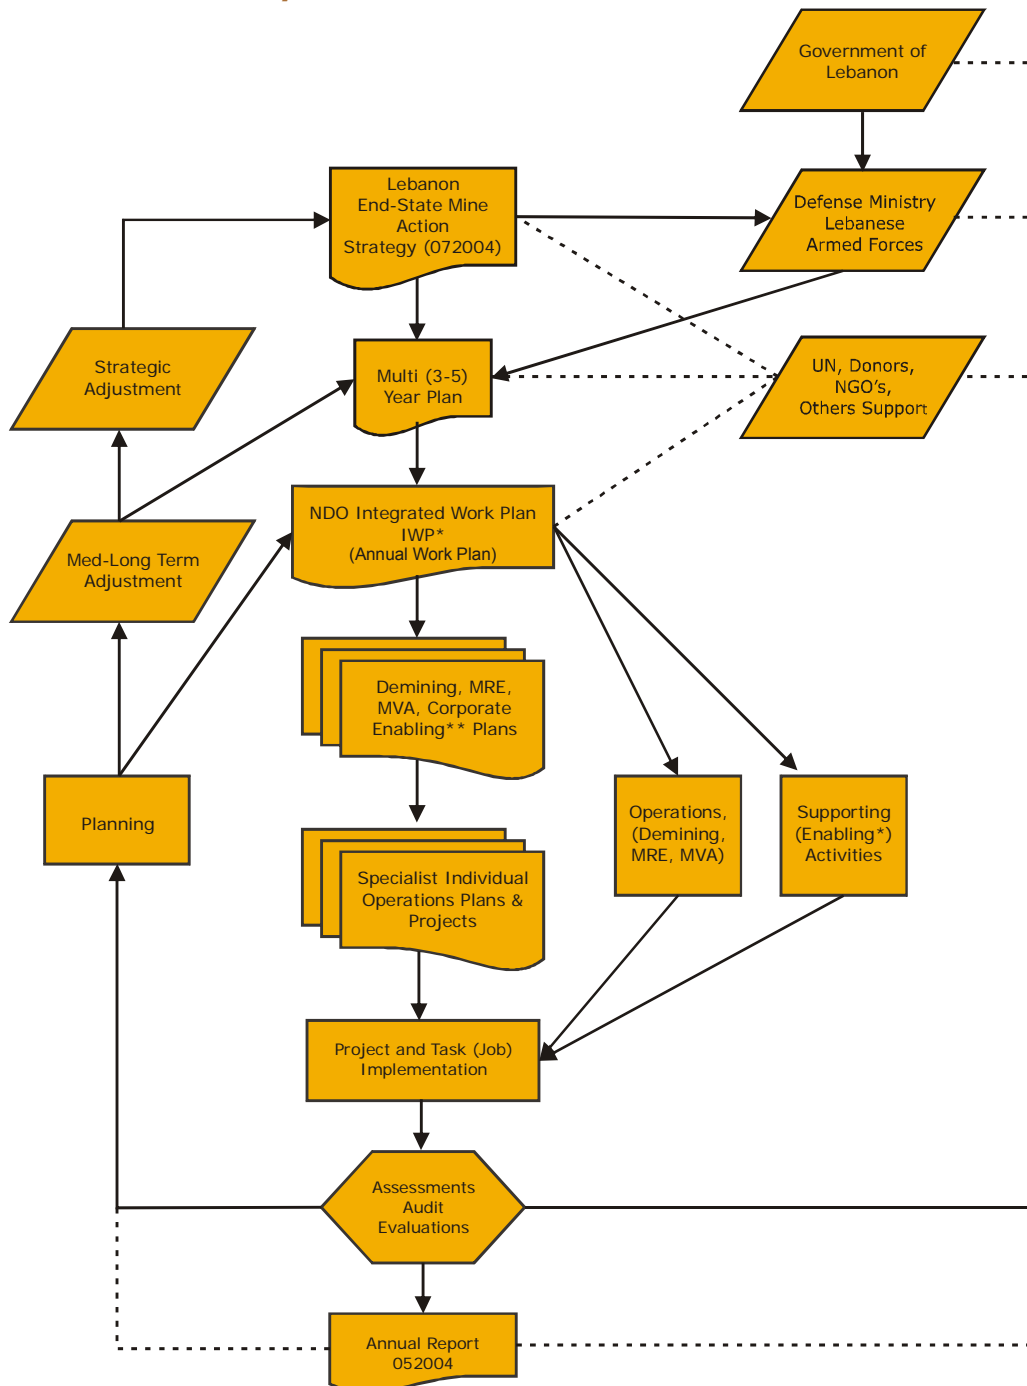 Government of
Lebanon
Lebanon
End-State Mine
Action
Strategy (072004)
Defense Ministry
Lebanese
Armed Forces
Strategic
Adjustment
Multi (3-5)
Year Plan
UN, Donors,
NGO's,
Others Support
NDO Integrated Work Plan
IWP*
(Annual Work Plan)
Med-Long Term
Adjustment
Demining, MRE,
MVA, Corporate
Enabling** Plans
Planning
Operations,
(Demining,
MRE, MVA)
Supporting
(Enabling*)
Activities
Specialist Individual
Operations Plans &
Projects
Project and Task (Job)
Implementation
Assessments
Audit
Evaluations
Annual Report
052004